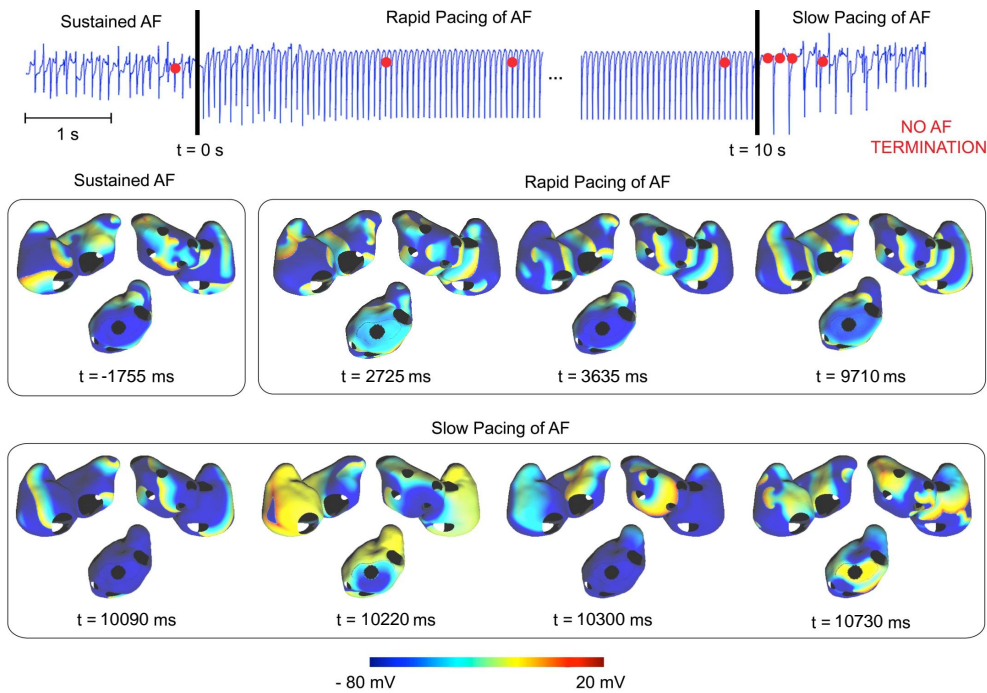 Sustained AF
Rapid Pacing of AF
Slow Pacing of AF
...
1 s
t = 0 s
t = 10 s
NO AF
TERMINATION
Sustained AF
Rapid Pacing of AF
t = -1755 ms
t = 2725 ms
t = 3635 ms
t = 9710 ms
Slow Pacing of AF
t = 10090 ms
t = 10220 ms
t = 10300 ms
t = 10730 ms
- 80 mV
20 mV